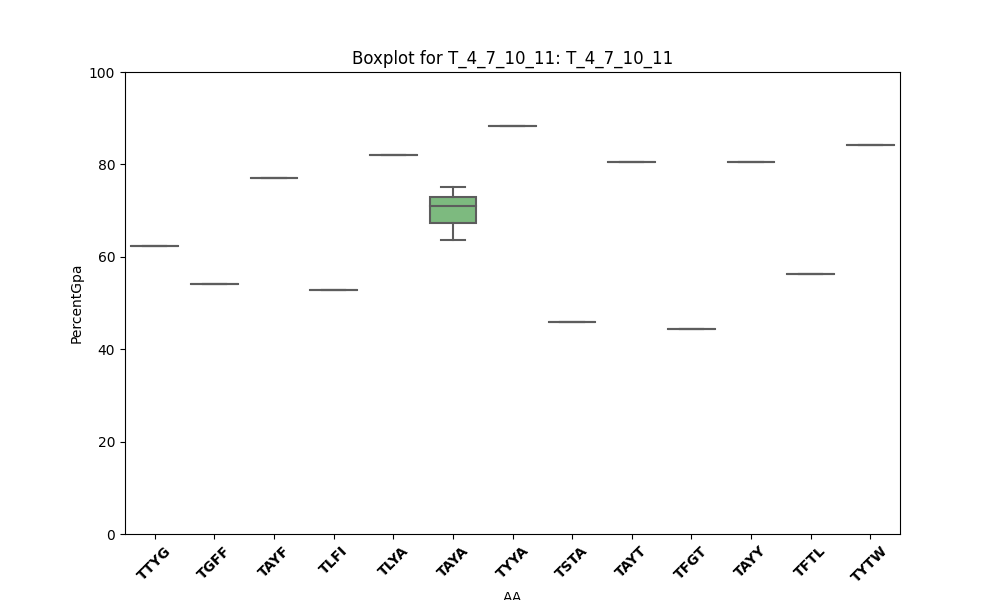 Boxplot for T_4_7_10_11: T_4_7_10_11
100
80
60
40
20
0
PercentGpa
TTYG
TGFF
TAYF
TLFI
TLYA
TAYA
TYYA
TSTA
TAYT
TFGT
TAYY
TFTL
TYTW
AA